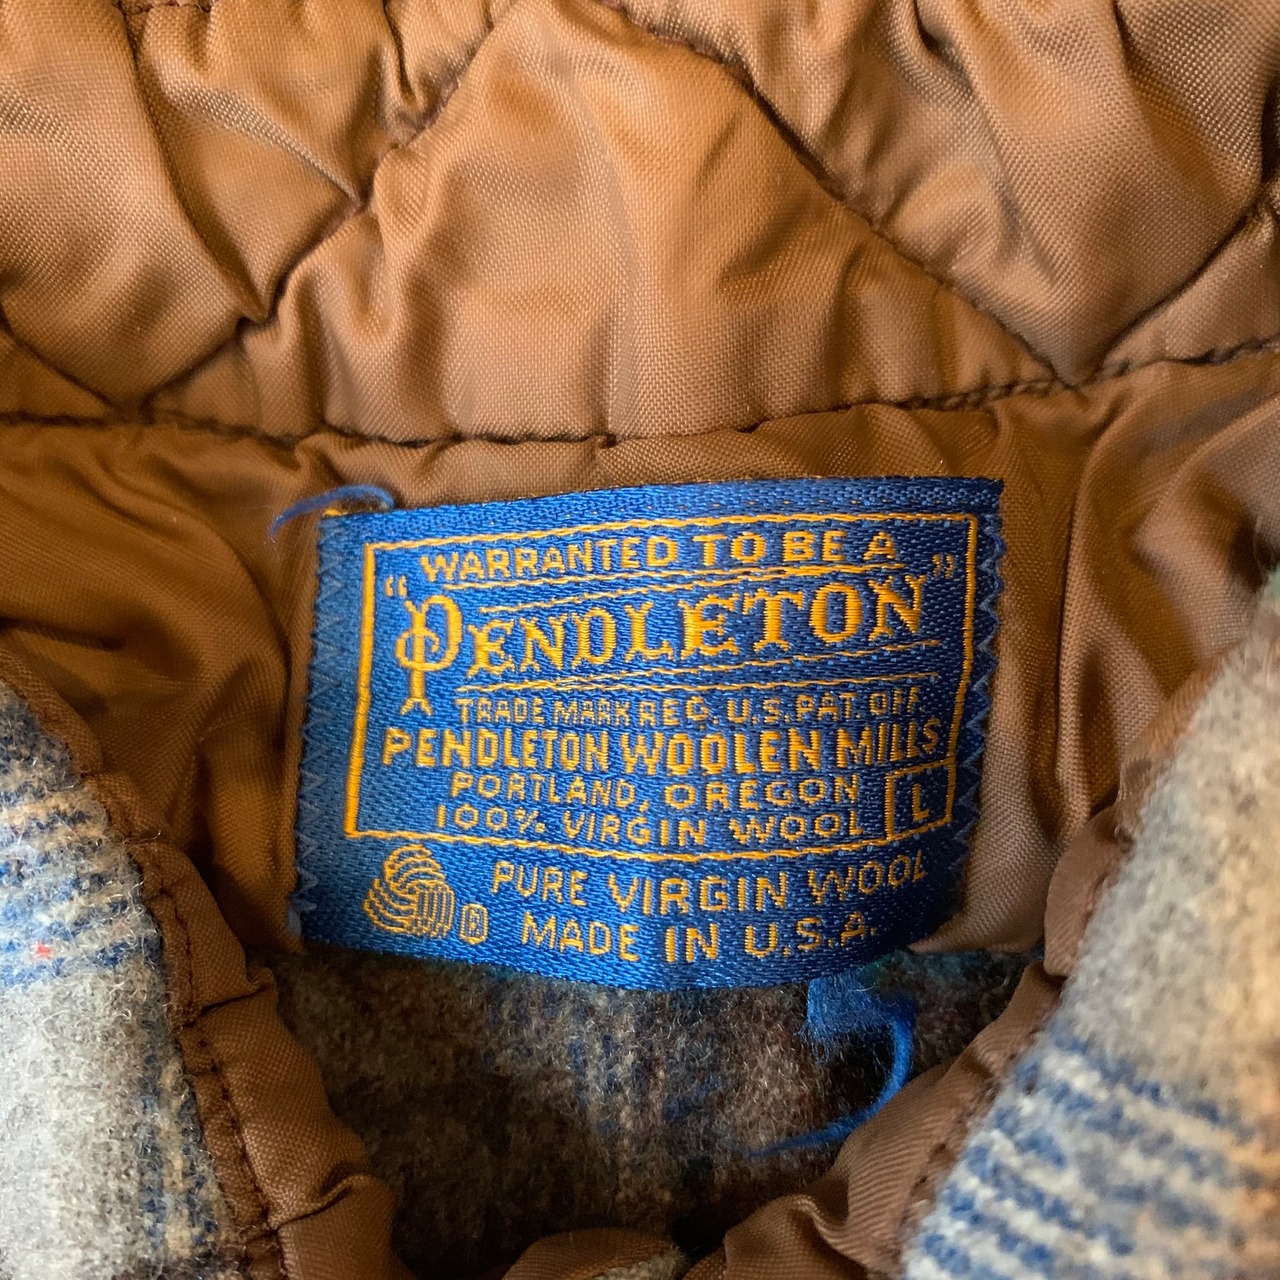 WARRANTED TO BE A
"PENDLETON"
TRADE MARK REG. U.S. PAT. OFF.
PENDLETON WOOLEN MILLS
PORTLAND, OREGON
100% VIRGIN WOOL L
PURE VIRGIN WOOL
® MADE IN U.S.A.